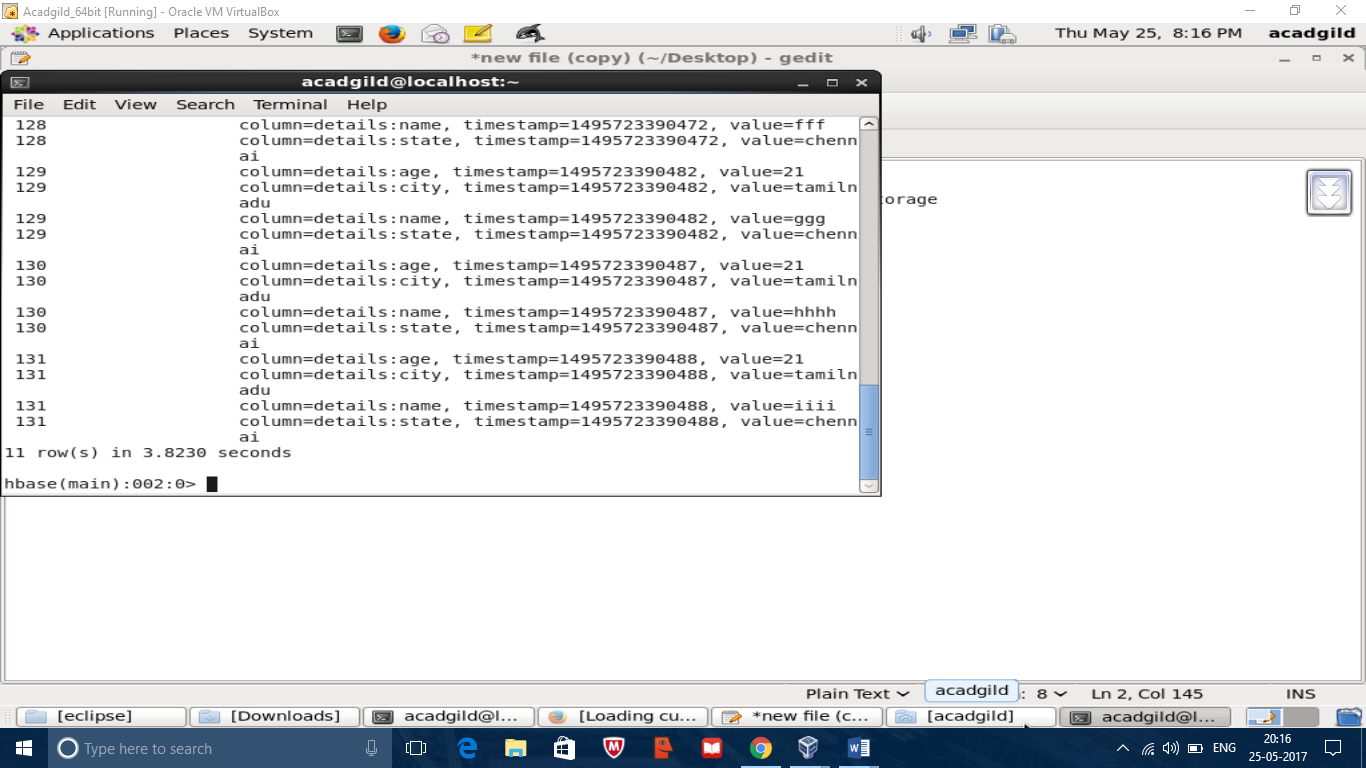 Acadgild_64bit [Running] - Oracle VM VirtualBox
Applications Places System Thu May 25, 8:16 PM acadgild
*new file (copy) (~/Desktop) - gedit
acadgild@localhost:~
File Edit View Search Terminal Help
128 column=details:name, timestamp=1495723390472, value=fff
128 column=details:state, timestamp=1495723390472, value=chenn
ai
129 column=details:age, timestamp=1495723390482, value=21
129 column=details:city, timestamp=1495723390482, value=tamiln
adu
129 column=details:name, timestamp=1495723390482, value=ggg
129 column=details:state, timestamp=1495723390482, value=chenn
ai
130 column=details:age, timestamp=1495723390487, value=21
130 column=details:city, timestamp=1495723390487, value=tamiln
adu
130 column=details:name, timestamp=1495723390487, value=hhhh
130 column=details:state, timestamp=1495723390487, value=chenn
ai
131 column=details:age, timestamp=1495723390488, value=21
131 column=details:city, timestamp=1495723390488, value=tamiln
adu
131 column=details:name, timestamp=1495723390488, value=iiii
131 column=details:state, timestamp=1495723390488, value=chenn
ai
11 row(s) in 3.8230 seconds
hbase(main):002:0>
torage
Plain Text acadgild : 8 Ln 2, Col 145 INS
[eclipse] [Downloads] acadgild@l... [Loading cu... *new file (c... [acadgild] acadgild@l...
Type here to search ENG 20:16
25-05-2017